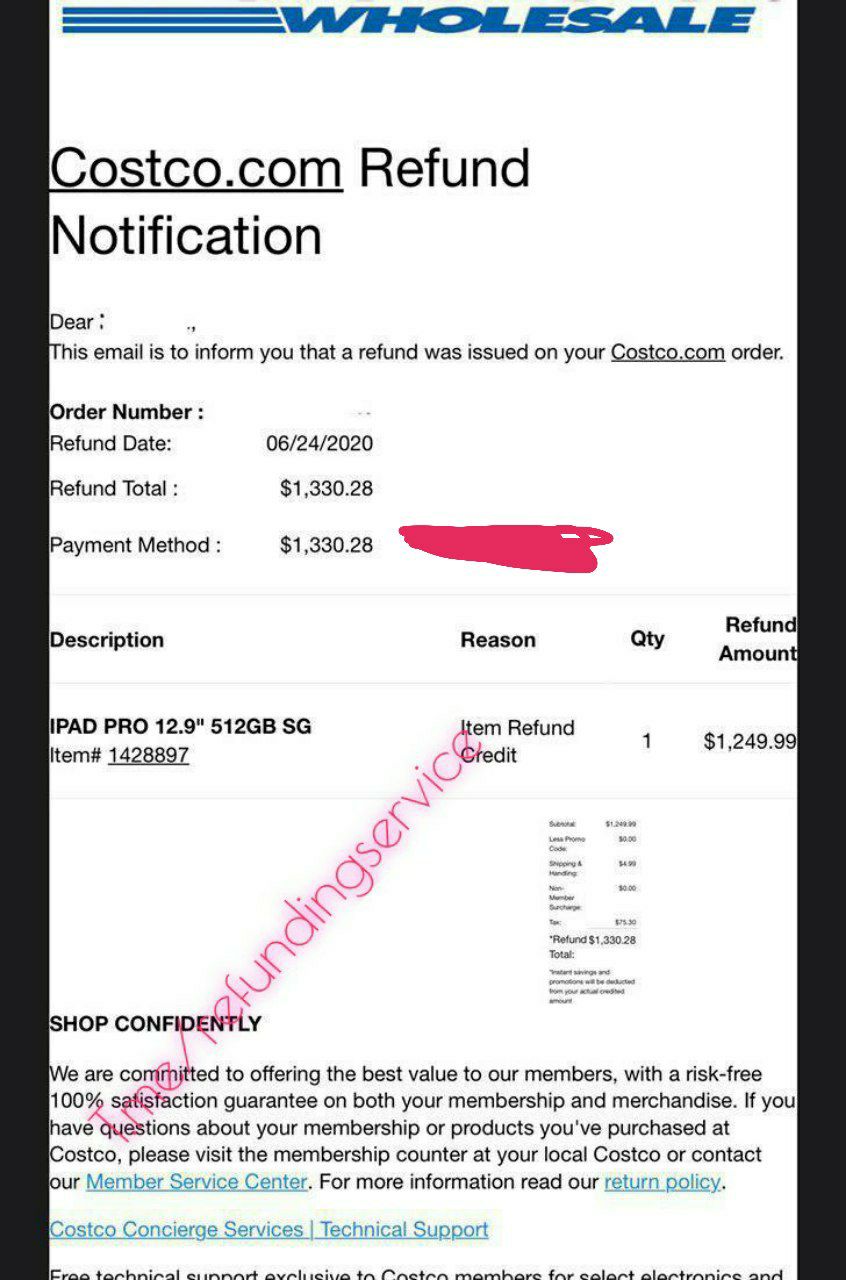 WHOLESALE
Costco.com Refund
Notification
Dear
This email is to inform you that a refund was issued on your Costco.com order.
Order Number :
Refund Date: 06/24/2020
Refund Total : $1,330.28
Payment Method : $1,330.28
Description Reason Qty Refund Amount
IPAD PRO 12.9" 512GB SG
Item# 1428897
Item Refund
Credit
1 $1,249.99
Subtotal: $1,249.99
Less Promo $0.00
Code:
Shipping & $4.99
Handling:
Non- $0.00
Member
Surcharge:
Tax: $75.30
*Refund $1,330.28
Total:
*Instant savings and
promotions will be deducted
from your actual credited
amount
T.me/refundingservice
SHOP CONFIDENTLY
We are committed to offering the best value to our members, with a risk-free
100% satisfaction guarantee on both your membership and merchandise. If you
have questions about your membership or products you've purchased at
Costco, please visit the membership counter at your local Costco or contact
our Member Service Center. For more information read our return policy.
Costco Concierge Services | Technical Support
Free technical support exclusive to Costco members for select electronics and